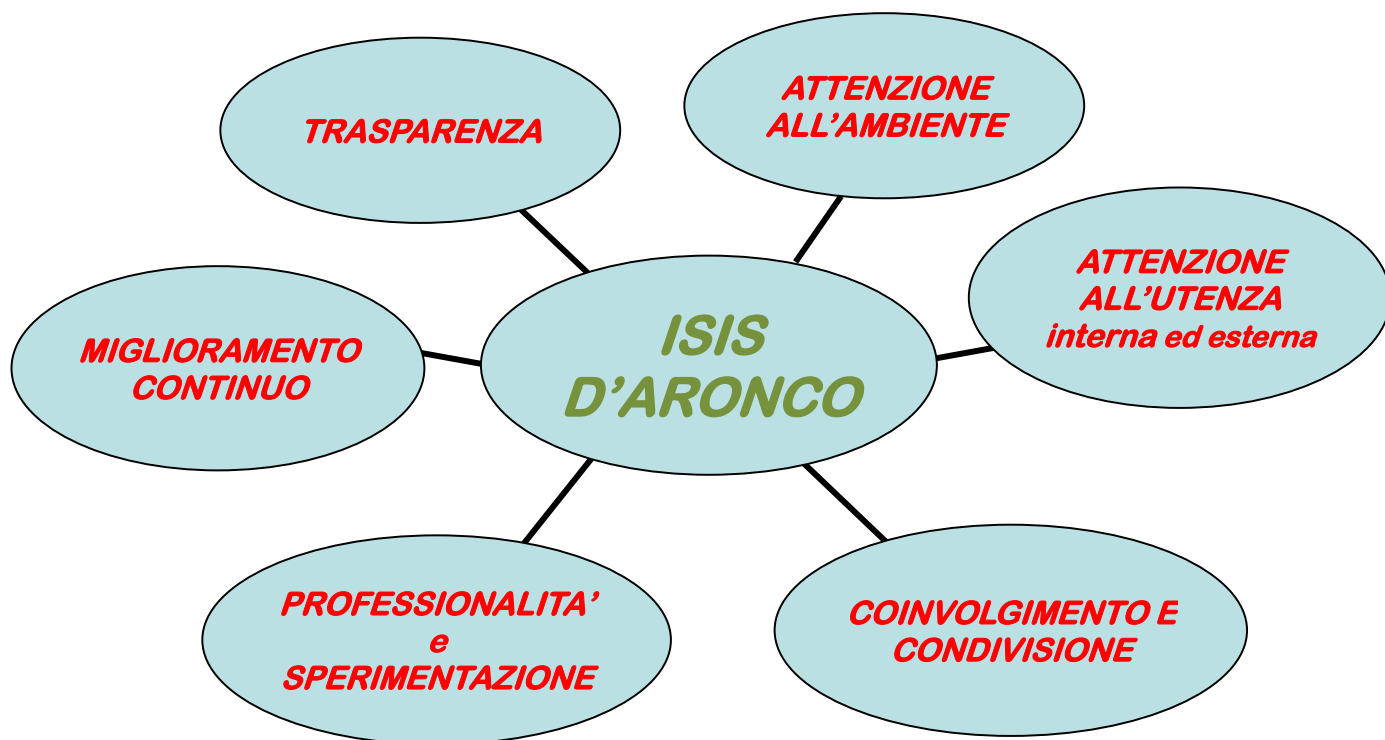 TRASPARENZA
ATTENZIONE
ALL’AMBIENTE
ATTENZIONE
ALL’UTENZA
interna ed esterna
MIGLIORAMENTO
CONTINUO
ISIS
D’ARONCO
PROFESSIONALITA’
e
SPERIMENTAZIONE
COINVOLGIMENTO E
CONDIVISIONE